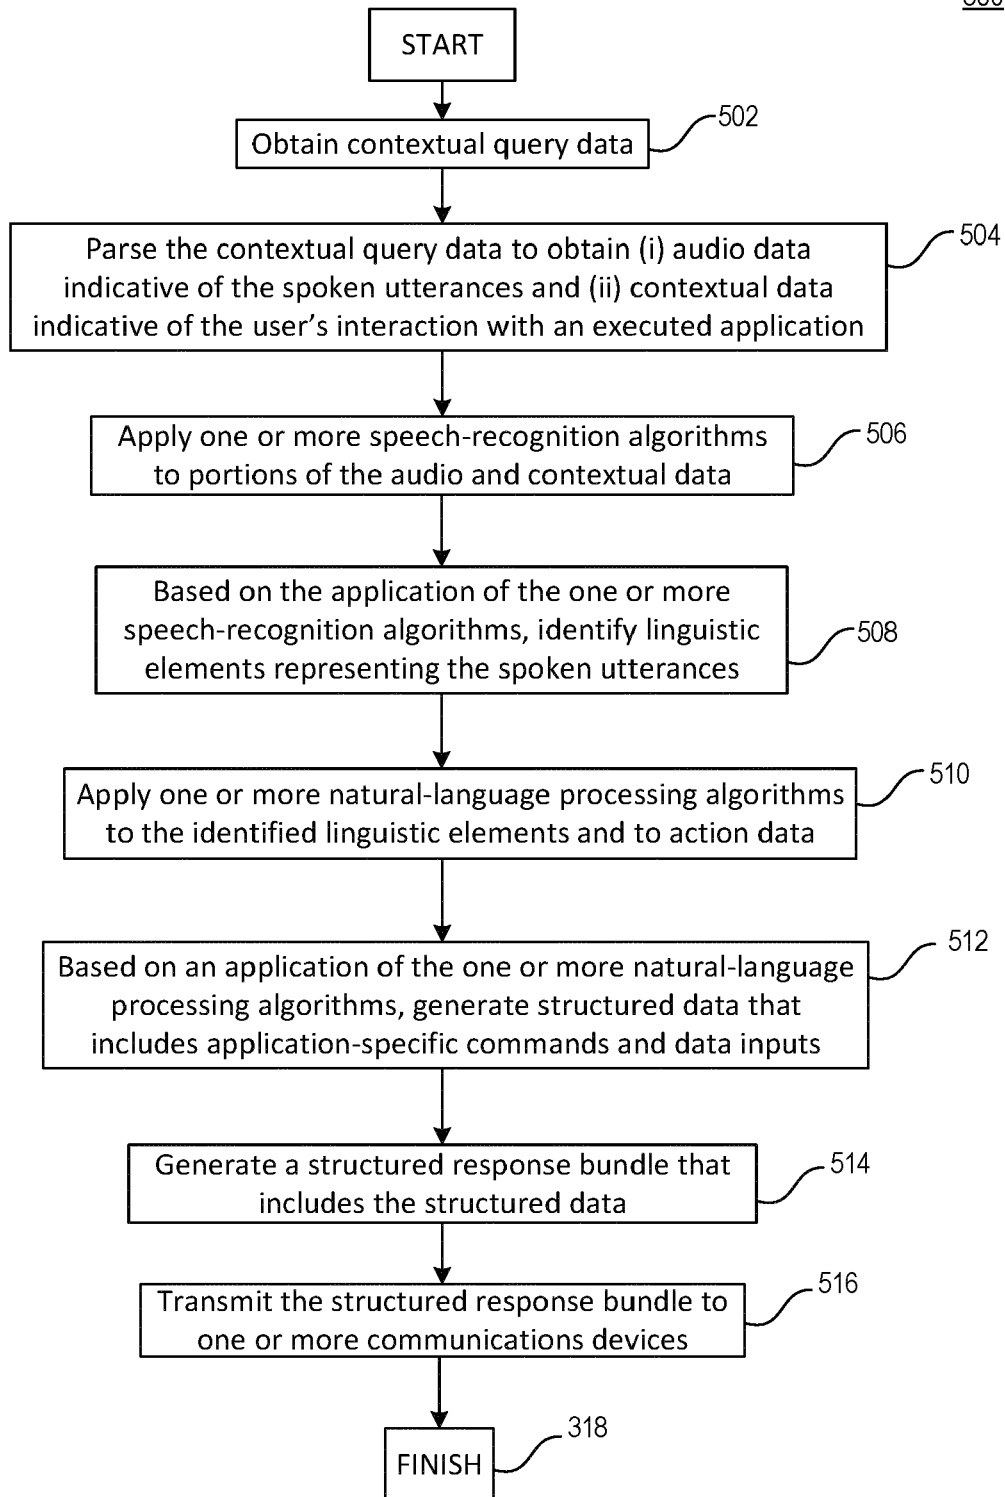 START
502
Obtain contextual query data
504
Parse the contextual query data to obtain (i) audio data
indicative of the spoken utterances and (ii) contextual data
indicative of the user's interaction with an executed application
506
Apply one or more speech-recognition algorithms
to portions of the audio and contextual data
508
Based on the application of the one or more
speech-recognition algorithms, identify linguistic
elements representing the spoken utterances
510
Apply one or more natural-language processing algorithms
to the identified linguistic elements and to action data
512
Based on an application of the one or more natural-language
processing algorithms, generate structured data that
includes application-specific commands and data inputs
514
Generate a structured response bundle that
includes the structured data
516
Transmit the structured response bundle to
one or more communications devices
318
FINISH